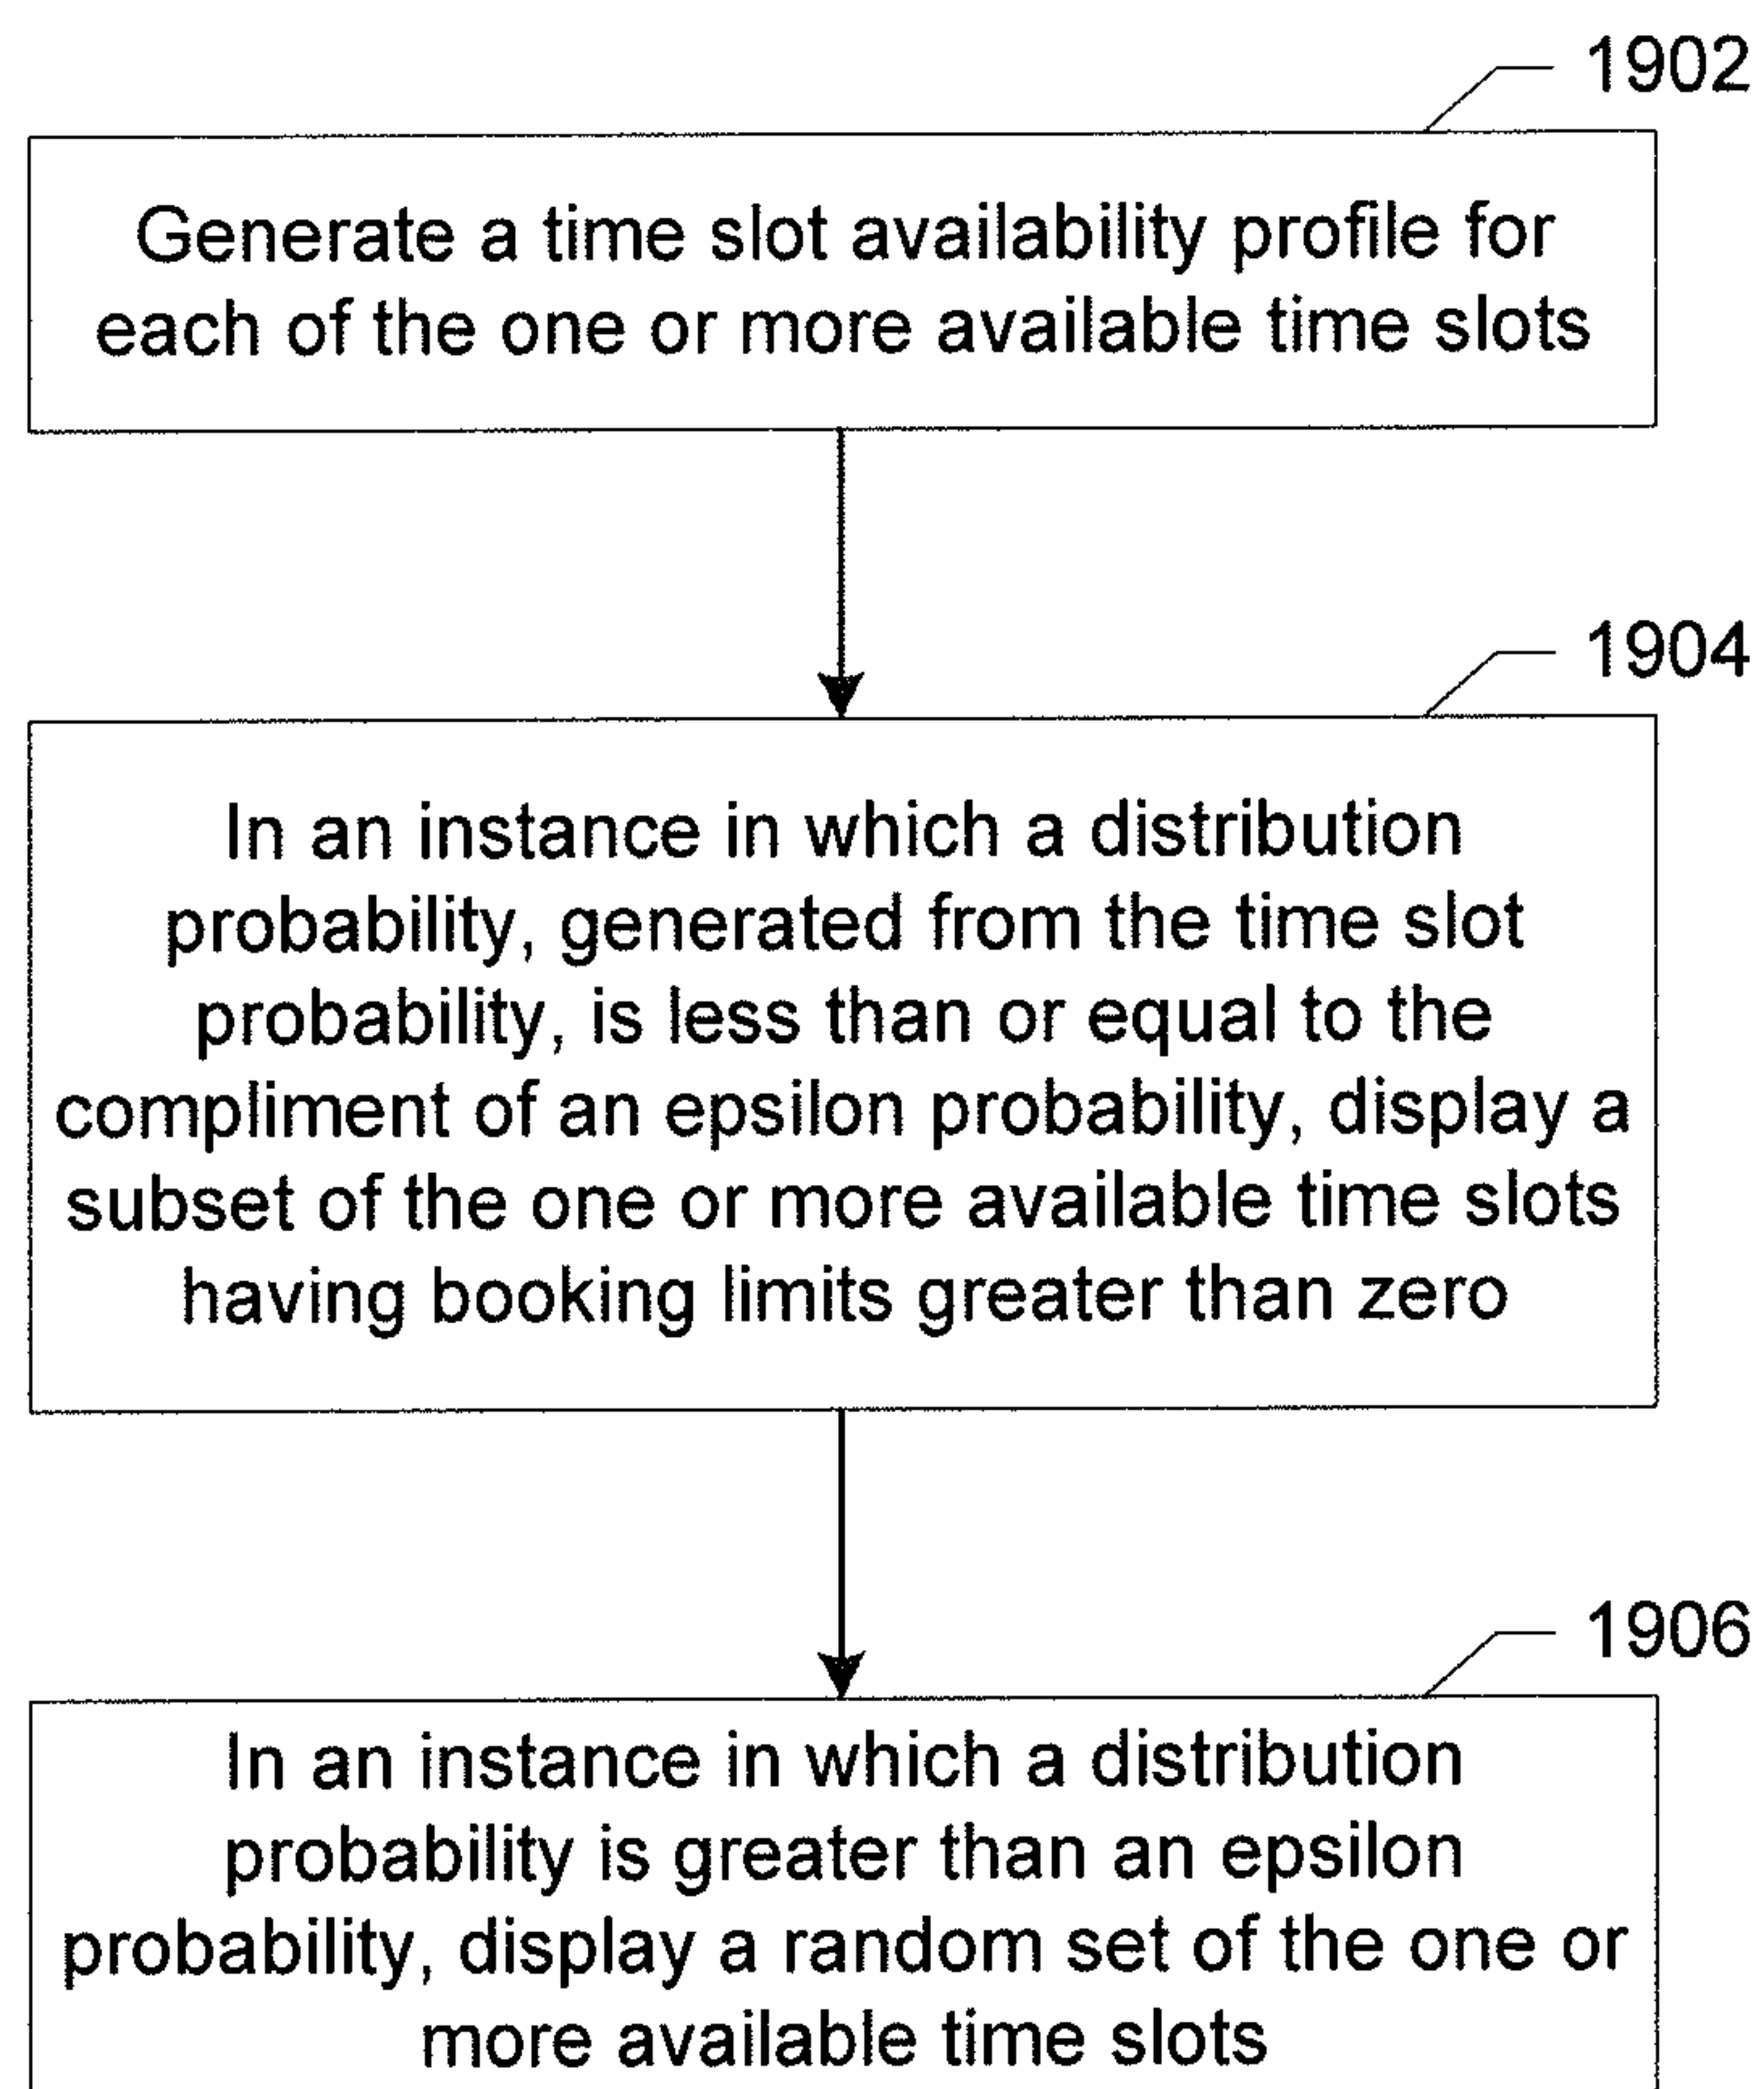 1902
Generate a time slot availability profile for
each of the one or more available time slots
1904
In an instance in which a distribution
probability, generated from the time slot
probability, is less than or equal to the
compliment of an epsilon probability, display a
subset of the one or more available time slots
having booking limits greater than zero
1906
In an instance in which a distribution
probability is greater than an epsilon
probability, display a random set of the one or
more available time slots